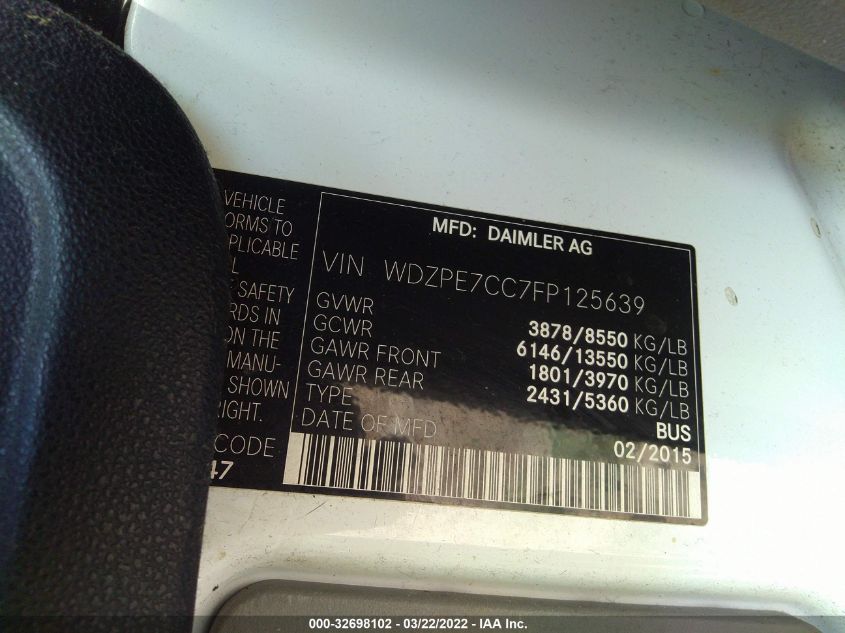 VEHICLE
ORMS TO
PPLICABLE
L
SAFETY
RDS IN
ON THE
MANU-
SHOWN
RIGHT.
CODE
47
MFD: DAIMLER AG
VIN WDZPE7CC7FP125639
GVWR 3878/8550 KG/LB
GCWR 6146/13550 KG/LB
GAWR FRONT 1801/3970 KG/LB
GAWR REAR 2431/5360 KG/LB
TYPE BUS
DATE OF MFD 02/2015
000-32698102 - 03/22/2022 - IAA Inc.